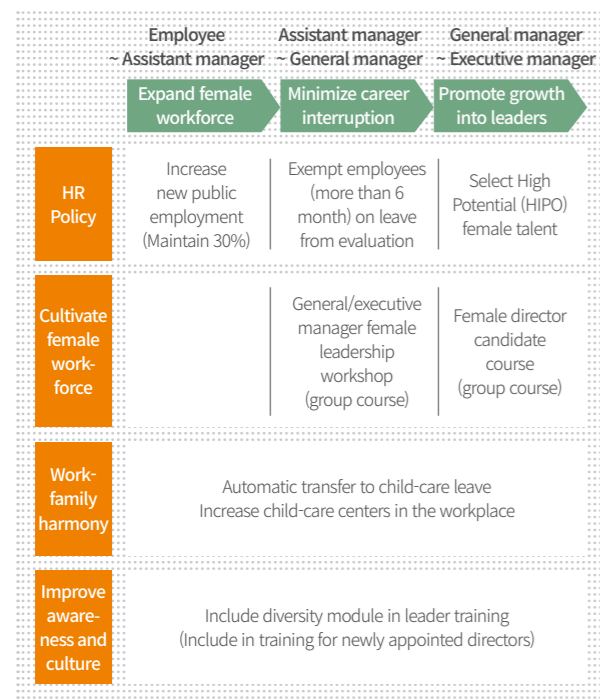 Employee
~ Assistant manager
Assistant manager
~ General manager
General manager
~ Executive manager
Expand female
workforce
Minimize career
interruption
Promote growth
into leaders
HR
Policy
Increase
new public
employment
(Maintain 30%)
Exempt employees
(more than 6
month) on leave
from evaluation
Select High
Potential (HIPO)
female talent
Cultivate
female
work-
force
General/executive
manager female
leadership
workshop
(group course)
Female director
candidate
course
(group course)
Work-
family
harmony
Automatic transfer to child-care leave
Increase child-care centers in the workplace
Improve
aware-
ness and
culture
Include diversity module in leader training
(Include in training for newly appointed directors)